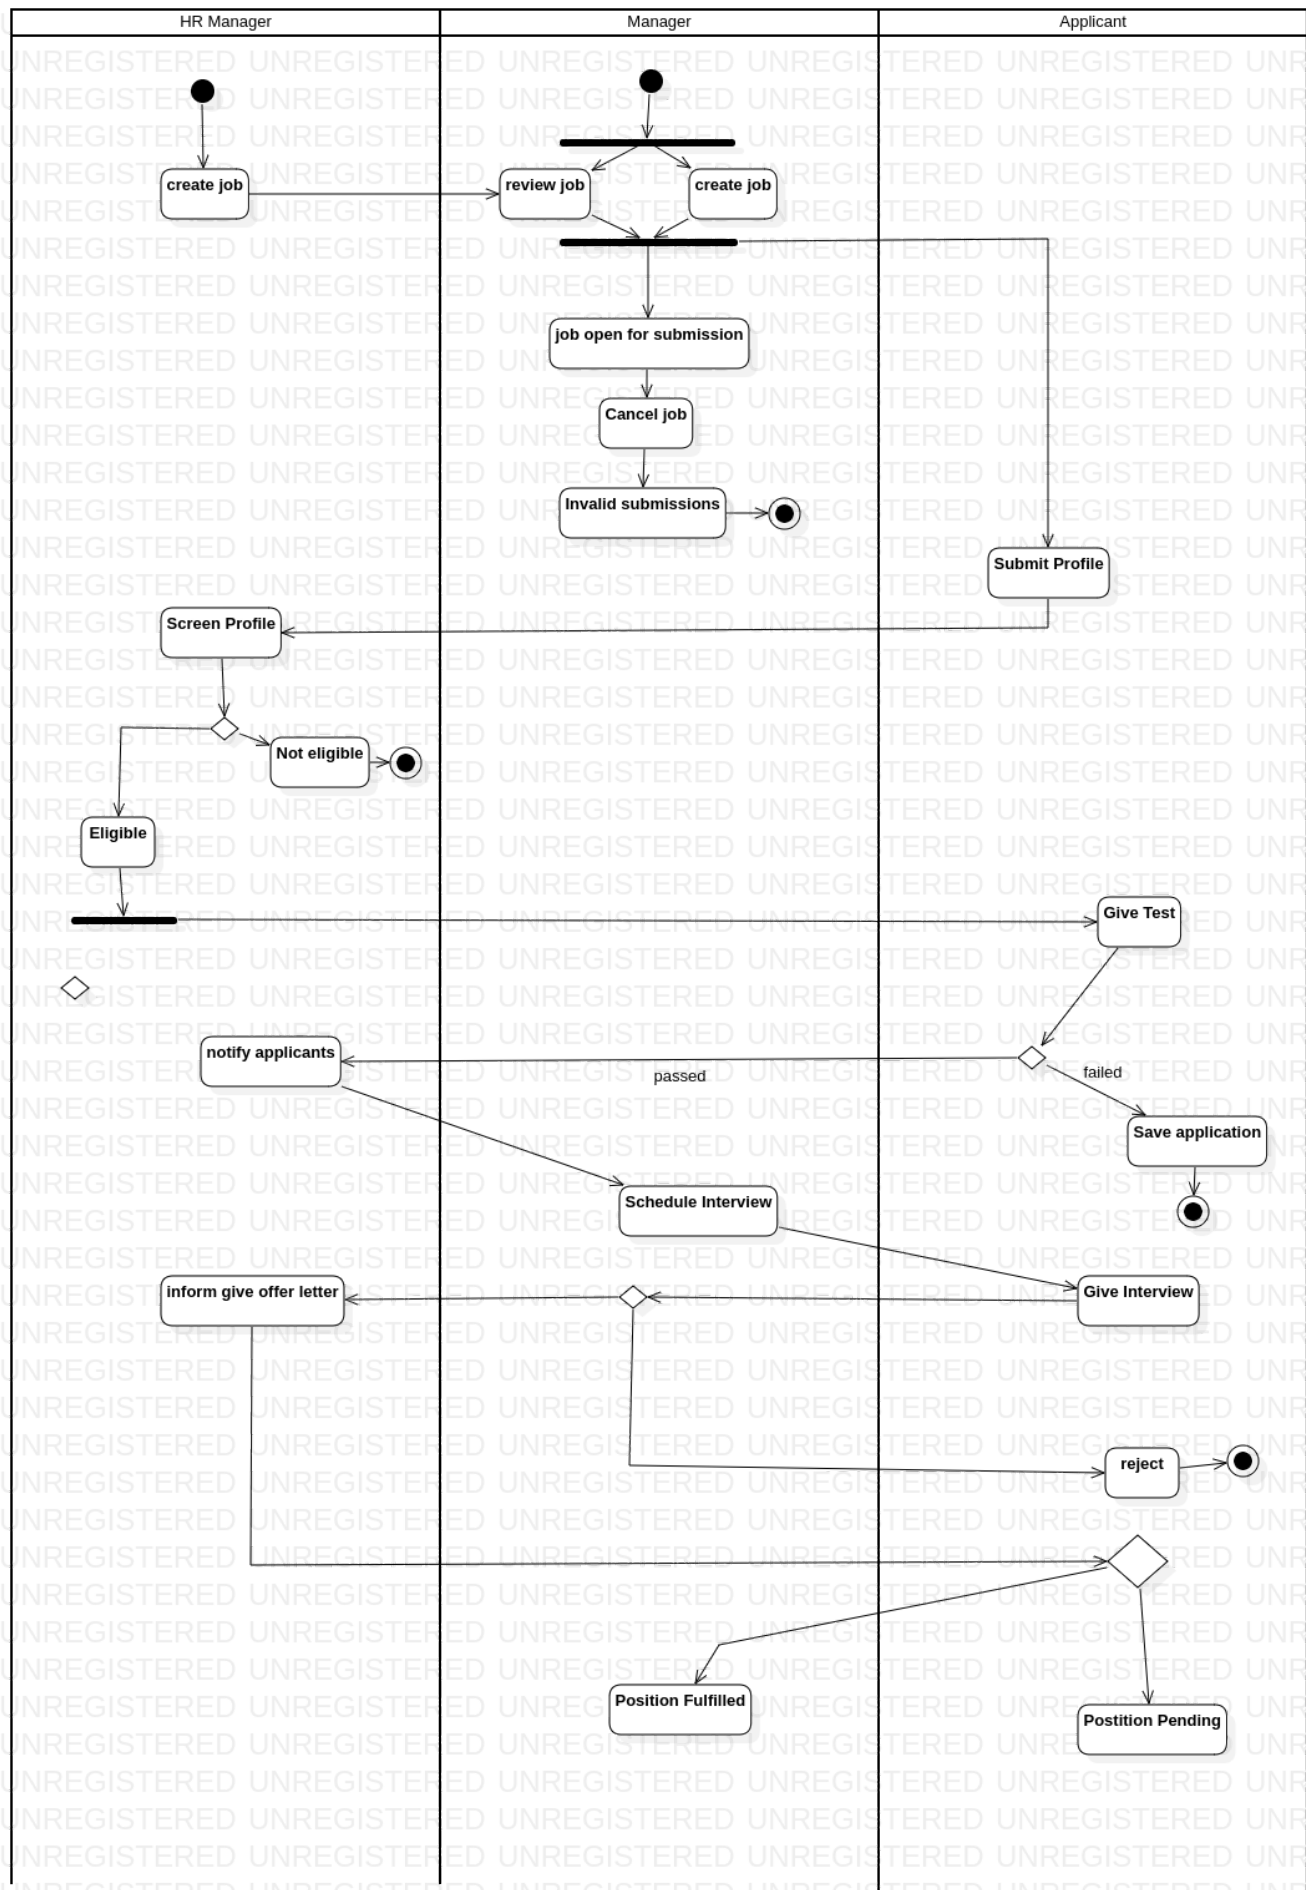 HR Manager
Manager
Applicant
create job
review job
create job
job open for submission
Cancel job
Invalid submissions
Submit Profile
Screen Profile
Not eligible
Eligible
Give Test
notify applicants
passed
failed
Save application
Schedule Interview
inform give offer letter
Give Interview
reject
Position Fulfilled
Postition Pending
UNREGISTERED